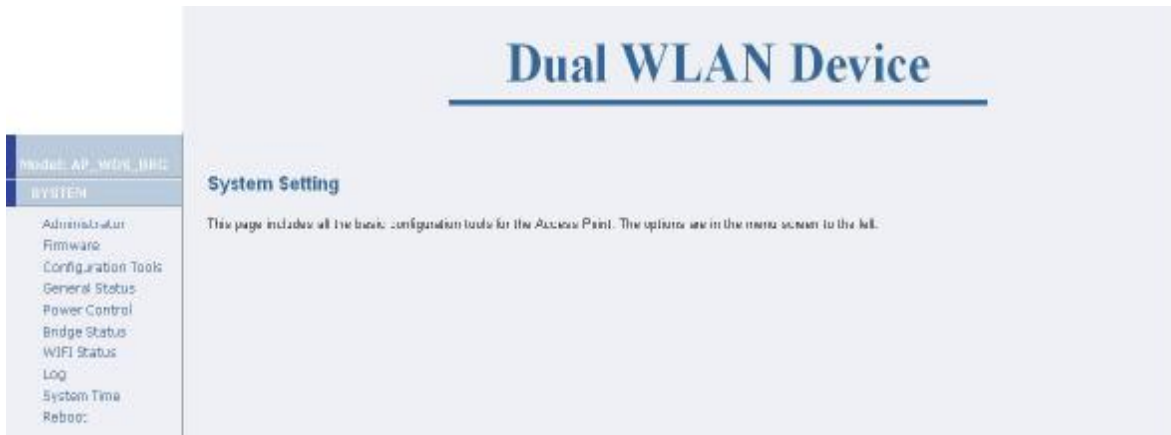 Dual WLAN Device
Model: AP_WDS_BRG
SYSTEM
Administrator
Firmware
Configuration Tools
General Status
Power Control
Bridge Status
WIFI Status
Log
System Time
Reboot
System Setting
This page includes all the basic configuration tools for the Access Point. The options are in the menu screen to the left.